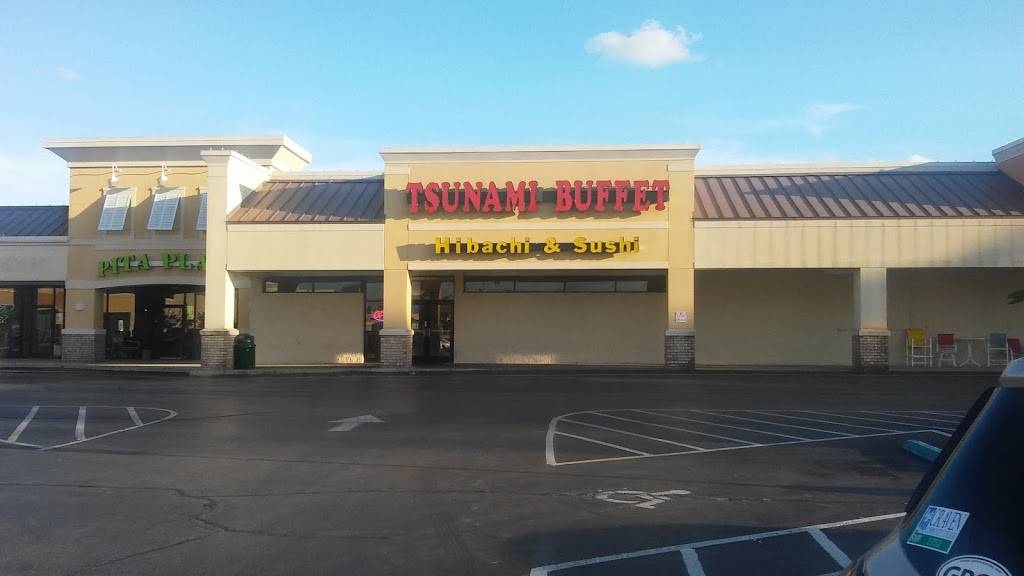 TSUNAMI BUFFET
Hibachi & Sushi
PITA PLA